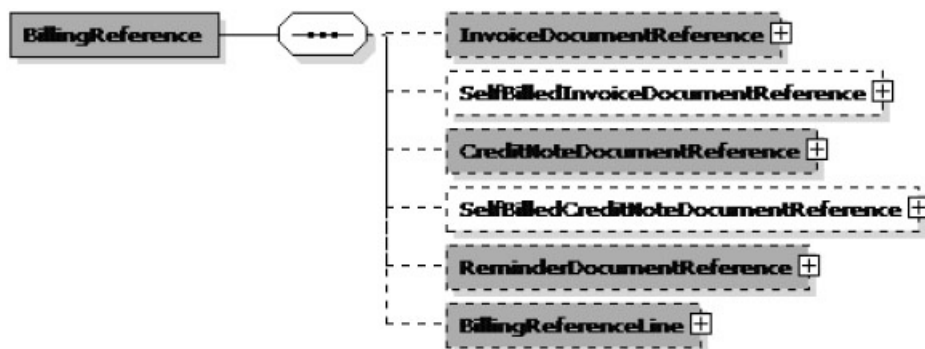 BillingReference
InvoiceDocumentReference
SelfBilledInvoiceDocumentReference
CreditNoteDocumentReference
SelfBilledCreditNoteDocumentReference
ReminderDocumentReference
BillingReferenceLine